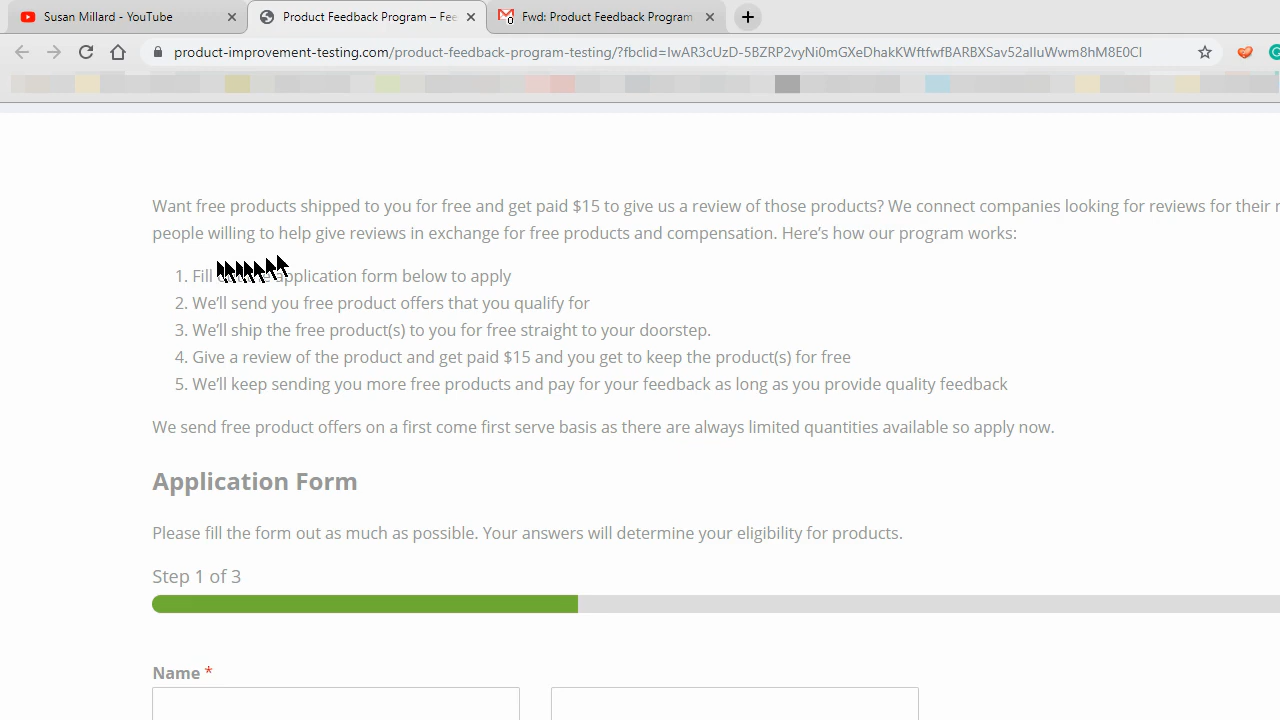 Susan Millard - YouTube
Product Feedback Program – Fee
Fwd: Product Feedback Program
product-improvement-testing.com/product-feedback-program-testing/?fbclid=IwAR3cUzD-5BZRP2vyNi0mGXeDhakKWftfwfBARBXSav52alluWwm8hM8E0Cl
Want free products shipped to you for free and get paid $15 to give us a review of those products? We connect companies looking for reviews for their
people willing to help give reviews in exchange for free products and compensation. Here's how our program works:
1. Fill application form below to apply
2. We'll send you free product offers that you qualify for
3. We'll ship the free product(s) to you for free straight to your doorstep.
4. Give a review of the product and get paid $15 and you get to keep the product(s) for free
5. We'll keep sending you more free products and pay for your feedback as long as you provide quality feedback
We send free product offers on a first come first serve basis as there are always limited quantities available so apply now.
Application Form
Please fill the form out as much as possible. Your answers will determine your eligibility for products.
Step 1 of 3
Name *